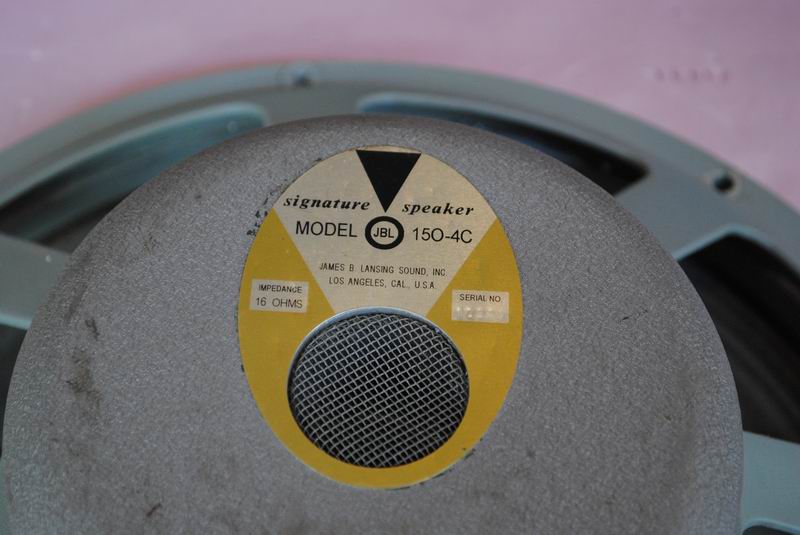 signature speaker
MODEL JBL 150-4C
JAMES B. LANSING SOUND, INC.
LOS ANGELES, CAL., U.S.A.
IMPEDANCE
16 OHMS
SERIAL NO.